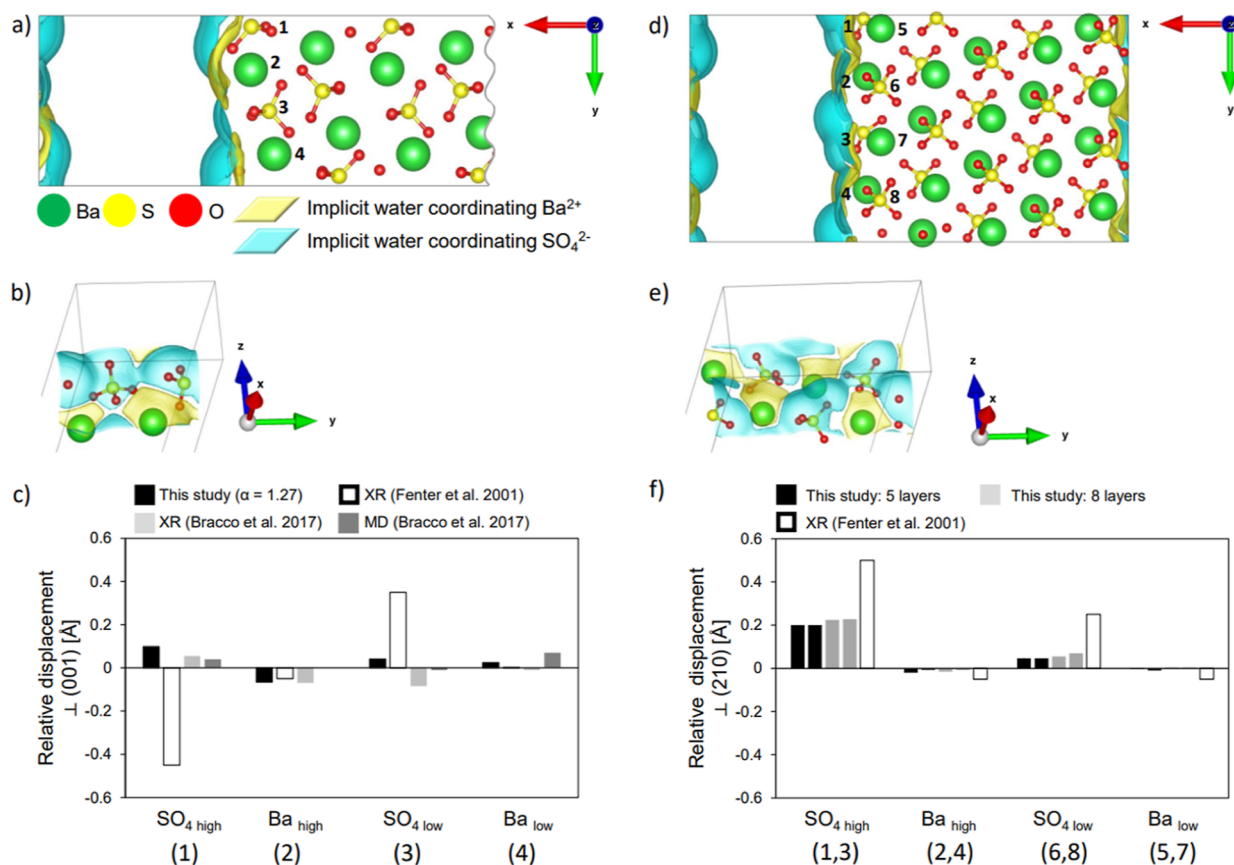 a)
1
2
3
4
x
z
y
Ba
S
O
Implicit water coordinating Ba2+
Implicit water coordinating SO42-
b)
z
x
y
c)
This study (α = 1.27)
XR (Fenter et al. 2001)
XR (Bracco et al. 2017)
MD (Bracco et al. 2017)
Relative displacement
⊥ (001) [Å]
0.6
0.4
0.2
0
-0.2
-0.4
-0.6
SO4 high
Ba high
SO4 low
Ba low
(1)
(2)
(3)
(4)
d)
1
5
2
6
3
7
4
8
x
z
y
e)
z
x
y
f)
This study: 5 layers
This study: 8 layers
XR (Fenter et al. 2001)
Relative displacement
⊥ (210) [Å]
0.6
0.4
0.2
0
-0.2
-0.4
-0.6
SO4 high
Ba high
SO4 low
Ba low
(1,3)
(2,4)
(6,8)
(5,7)